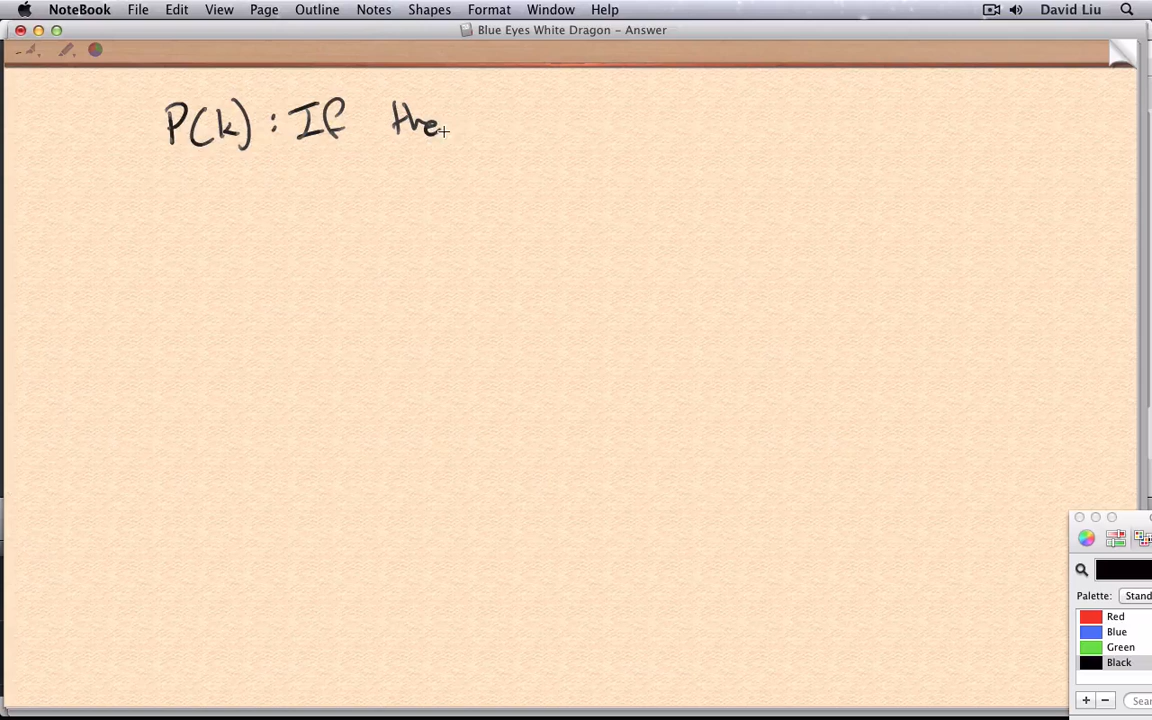 NoteBook File Edit View Page Outline Notes Shapes Format Window Help David Liu
Blue Eyes White Dragon – Answer
P(k) : If the
Palette:
Red
Blue
Green
Black